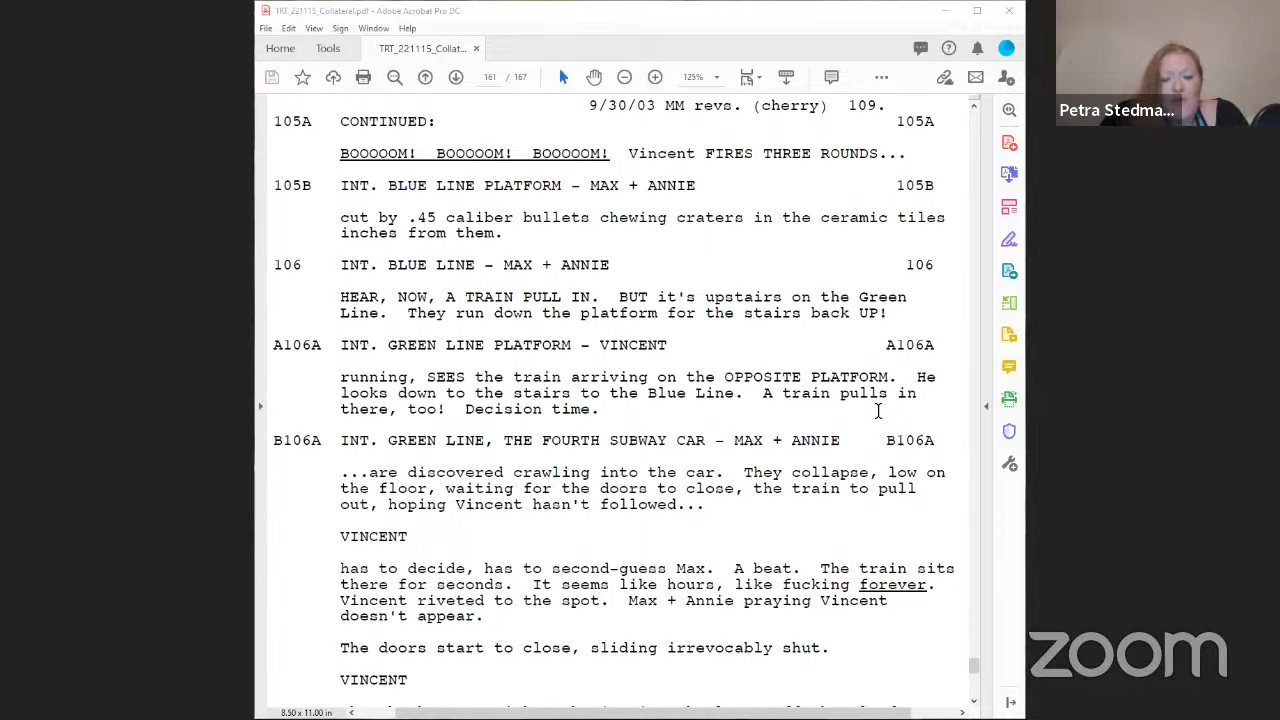 TRT_221115_Collateral.pdf - Adobe Acrobat Pro DC
File Edit View Sign Window Help
Home Tools TRT_221115_Collat... ×
161 / 167 125%
Petra Stedma...
9/30/03 MM revs. (cherry) 109.
105A CONTINUED: 105A
BOOOOOM! BOOOOOM! BOOOOOM! Vincent FIRES THREE ROUNDS...
105B INT. BLUE LINE PLATFORM - MAX + ANNIE 105B
cut by .45 caliber bullets chewing craters in the ceramic tiles
inches from them.
106 INT. BLUE LINE - MAX + ANNIE 106
HEAR, NOW, A TRAIN PULL IN. BUT it's upstairs on the Green
Line. They run down the platform for the stairs back UP!
A106A INT. GREEN LINE PLATFORM - VINCENT A106A
running, SEES the train arriving on the OPPOSITE PLATFORM. He
looks down to the stairs to the Blue Line. A train pulls in
there, too! Decision time.
B106A INT. GREEN LINE, THE FOURTH SUBWAY CAR - MAX + ANNIE B106A
...are discovered crawling into the car. They collapse, low on
the floor, waiting for the doors to close, the train to pull
out, hoping Vincent hasn't followed...
VINCENT
has to decide, has to second-guess Max. A beat. The train sits
there for seconds. It seems like hours, like fucking forever.
Vincent riveted to the spot. Max + Annie praying Vincent
doesn't appear.
The doors start to close, sliding irrevocably shut.
VINCENT
8.50 x 11.00 in
zoom